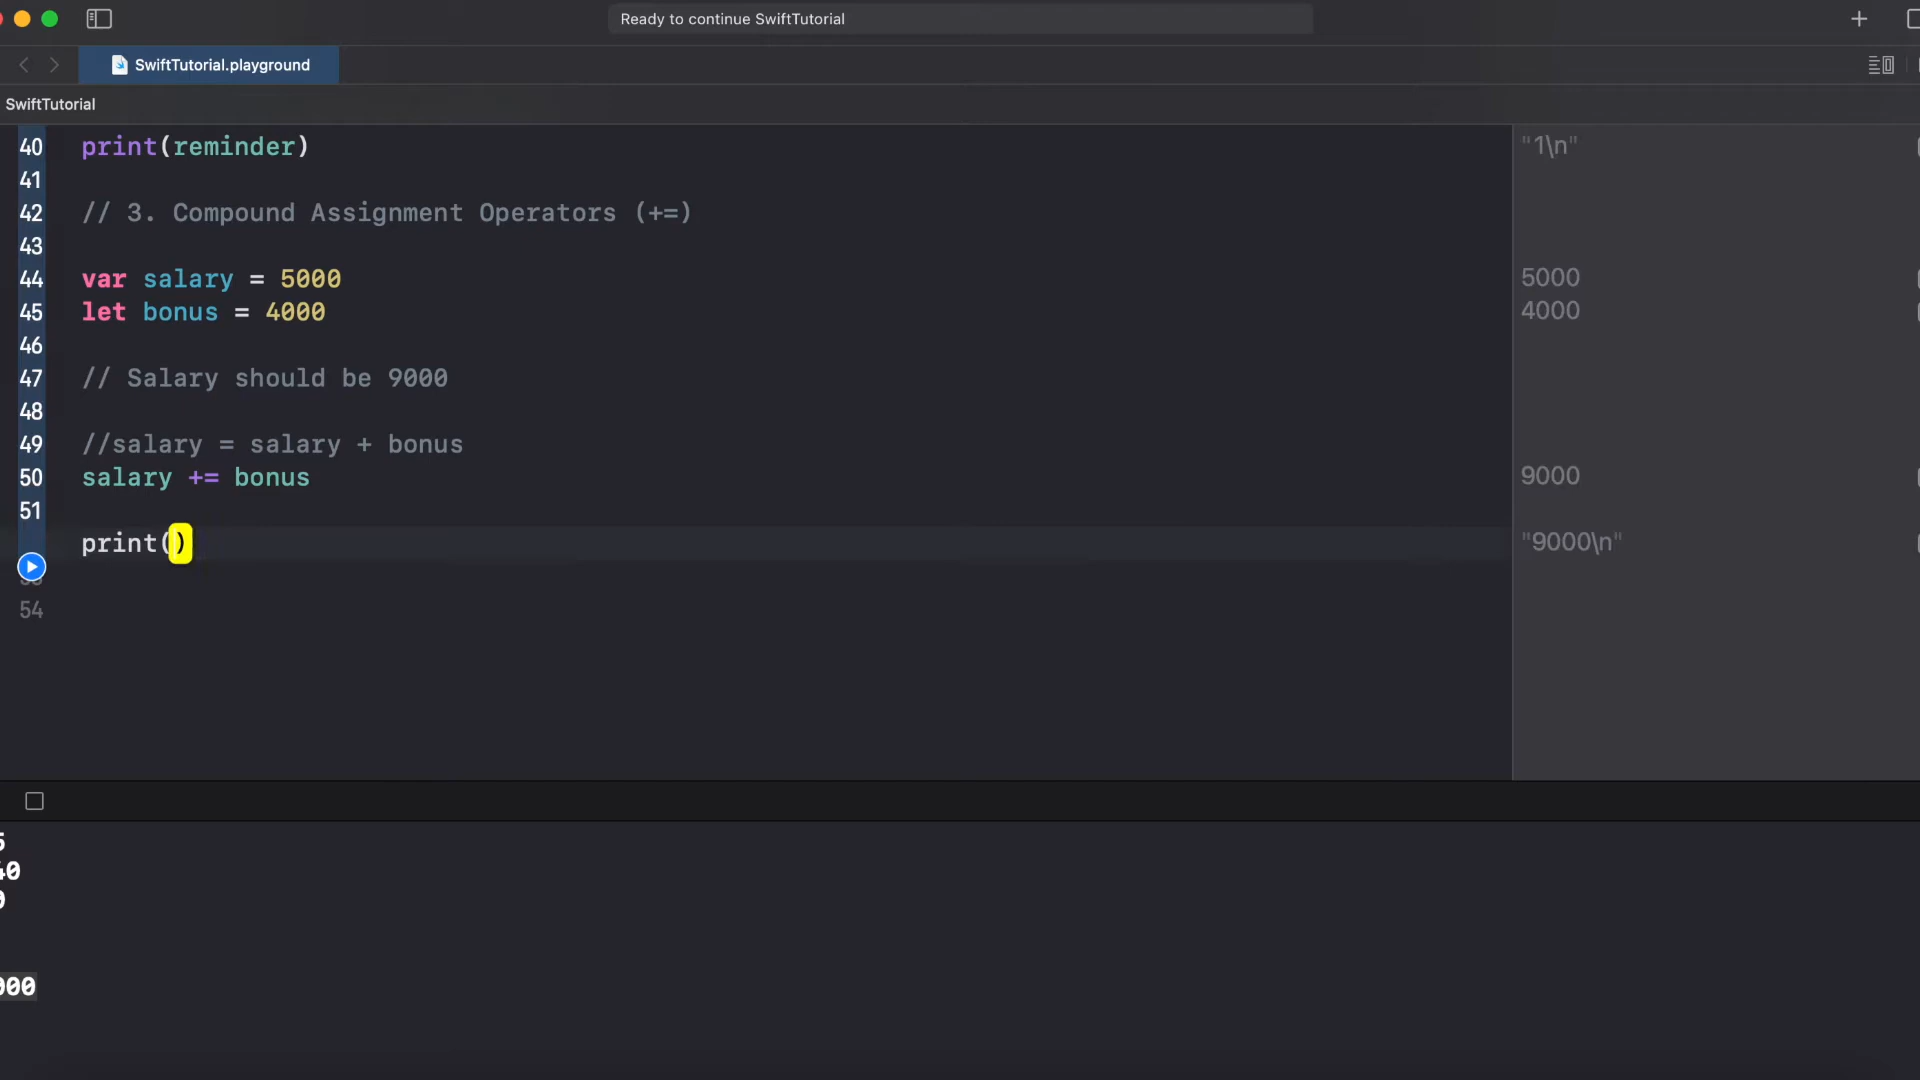 Ready to continue SwiftTutorial
SwiftTutorial.playground
SwiftTutorial
40 print(reminder) "1\n"
41
42 // 3. Compound Assignment Operators (+=)
43
44 var salary = 5000 5000
45 let bonus = 4000 4000
46
47 // Salary should be 9000
48
49 //salary = salary + bonus
50 salary += bonus 9000
51
print() "9000\n"
54
40
000